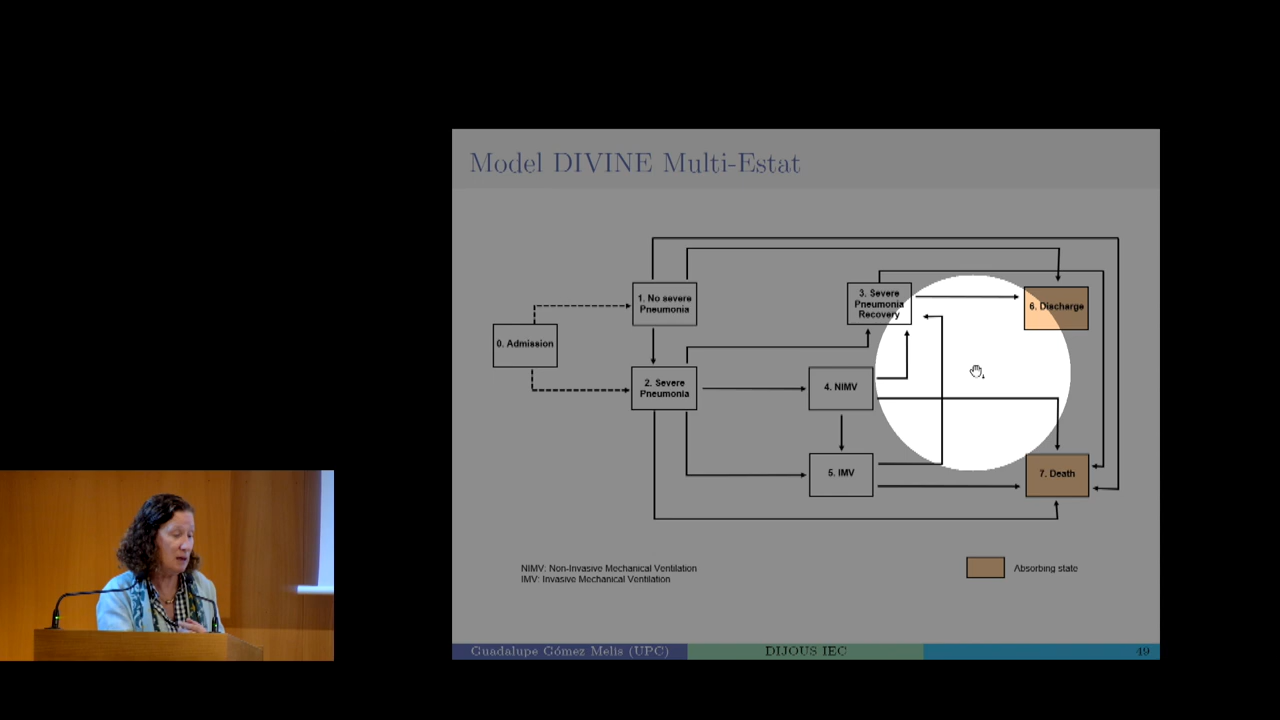 Model DIVINE Multi-Estat
0. Admission
1. No severe
Pneumonia
2. Severe
Pneumonia
3. Severe
Pneumonia
Recovery
4. NIMV
5. IMV
6. Discharge
7. Death
NIMV: Non-Invasive Mechanical Ventilation
IMV: Invasive Mechanical Ventilation
Absorbing state
Guadalupe Gómez Melis (UPC)
DIJOUS IEC
49